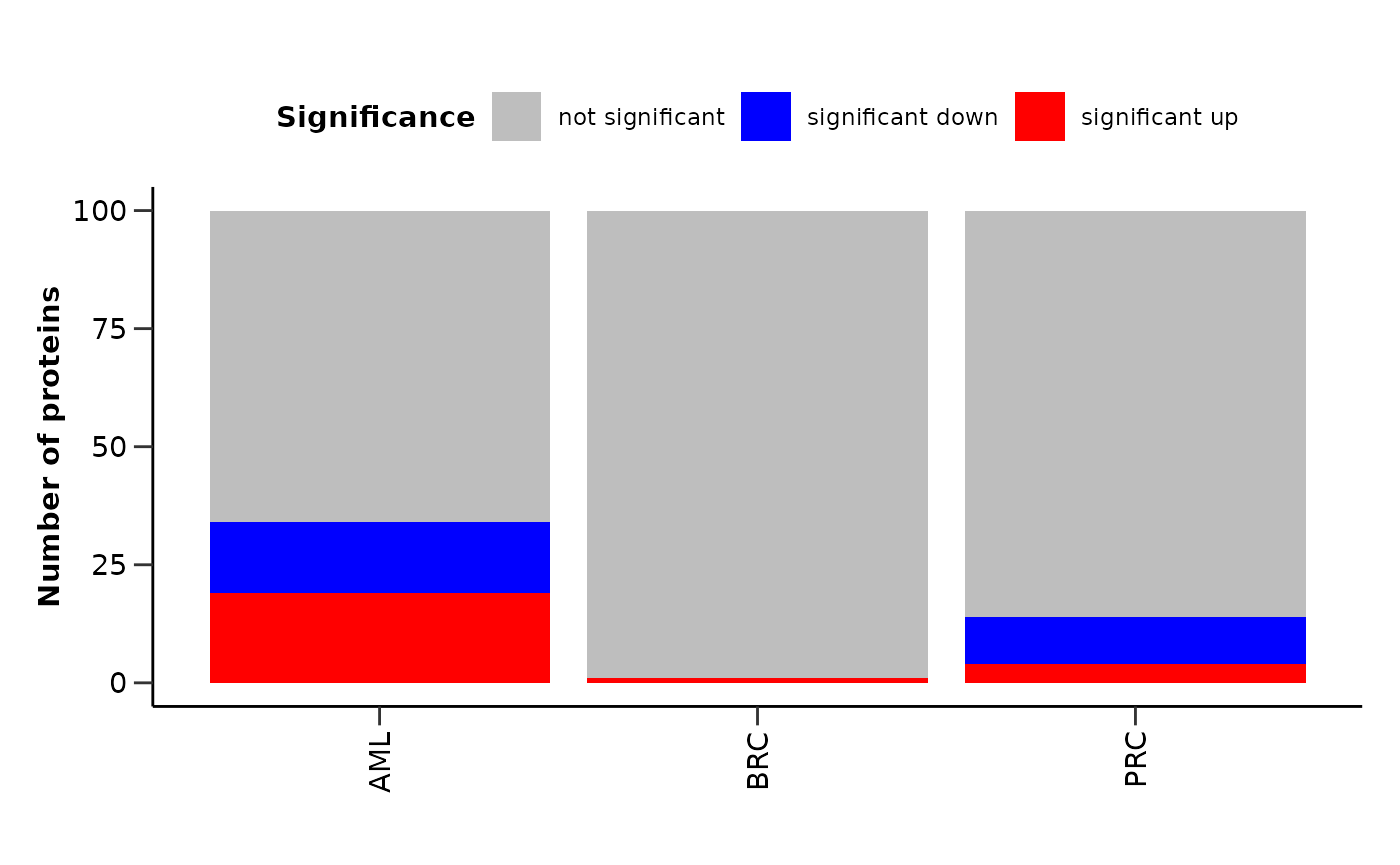 Significance not significant significant down significant up
Number of proteins
100
75
50
25
0
AML
BRC
PRC